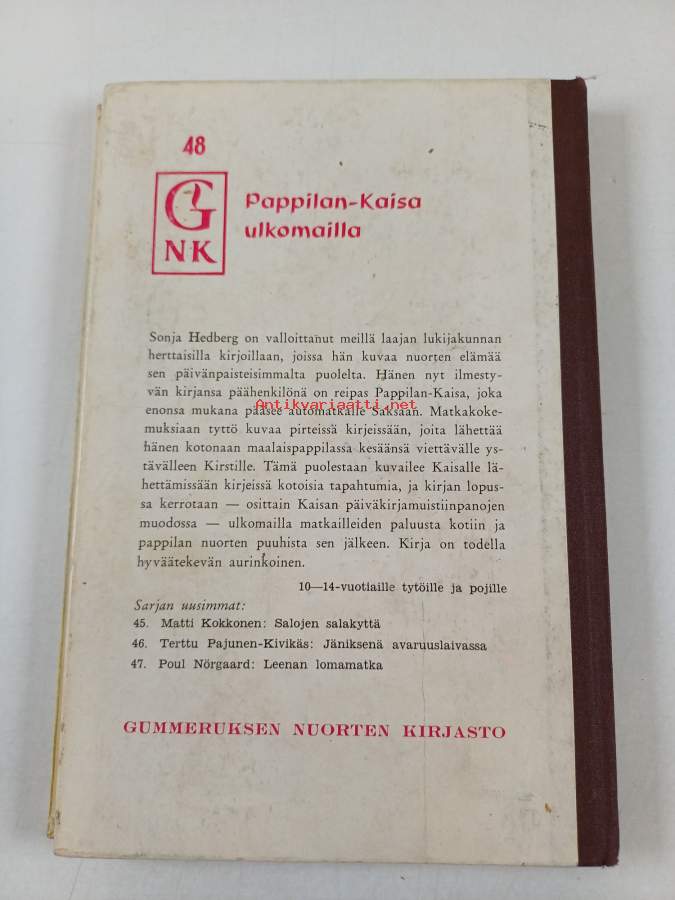 48
G
NK
Pappilan-Kaisa
ulkomailla
Sonja Hedberg on valloittanut meillä laajan lukijakunnan
herttaisilla kirjoillaan, joissa hän kuvaa nuorten elämää
sen päivänpaisteisimmalta puolelta. Hänen nyt ilmesty-
vän kirjansa päähenkilönä on reipas Pappilan-Kaisa, joka
Antikvariaatti.net
enonsa mukana pääsee automatkalle Saksaan. Matkakoke-
muksiaan tyttö kuvaa pirteissä kirjeissään, joita lähettää
hänen kotonaan maalaispappilassa kesäänsä viettävälle ys-
tävälleen Kirstille. Tämä puolestaan kuvailee Kaisalle lä-
hettämissään kirjeissä kotoisia tapahtumia, ja kirjan lopus-
sa kerrotaan — osittain Kaisan päiväkirjamuistiinpanojen
muodossa — ulkomailla matkailleiden paluusta kotiin ja
pappilan nuorten puuhista sen jälkeen. Kirja on todella
hyväätekevän aurinkoinen.
10—14-vuotiaille tytöille ja pojille
Sarjan uusimmat:
45. Matti Kokkonen: Salojen salakyttä
46. Terttu Pajunen-Kivikäs: Jäniksenä avaruuslaivassa
47. Poul Nörgaard: Leenan lomamatka
GUMMERUKSEN NUORTEN KIRJASTO